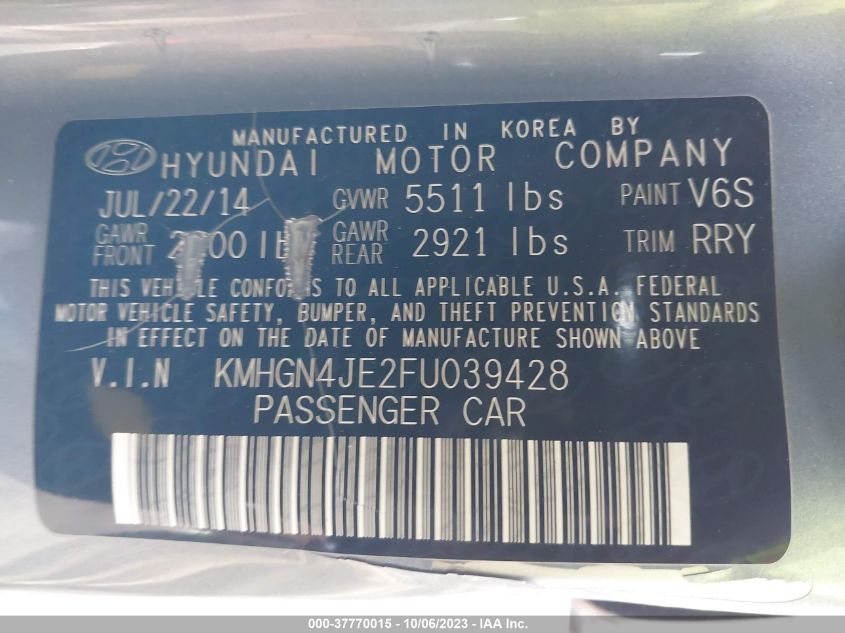 MANUFACTURED IN KOREA BY
HYUNDAI MOTOR COMPANY
JUL/22/14 GVWR 5511 lbs PAINT V6S
GAWR FRONT GAWR REAR 2921 lbs TRIM RRY
THIS VEHICLE CONFORMS TO ALL APPLICABLE U.S.A. FEDERAL
MOTOR VEHICLE SAFETY, BUMPER, AND THEFT PREVENTION STANDARDS
IN EFFECT ON THE DATE OF MANUFACTURE SHOWN ABOVE
V.I.N KMHGN4JE2FU039428
PASSENGER CAR
000-37770015 - 10/06/2023 - IAA Inc.